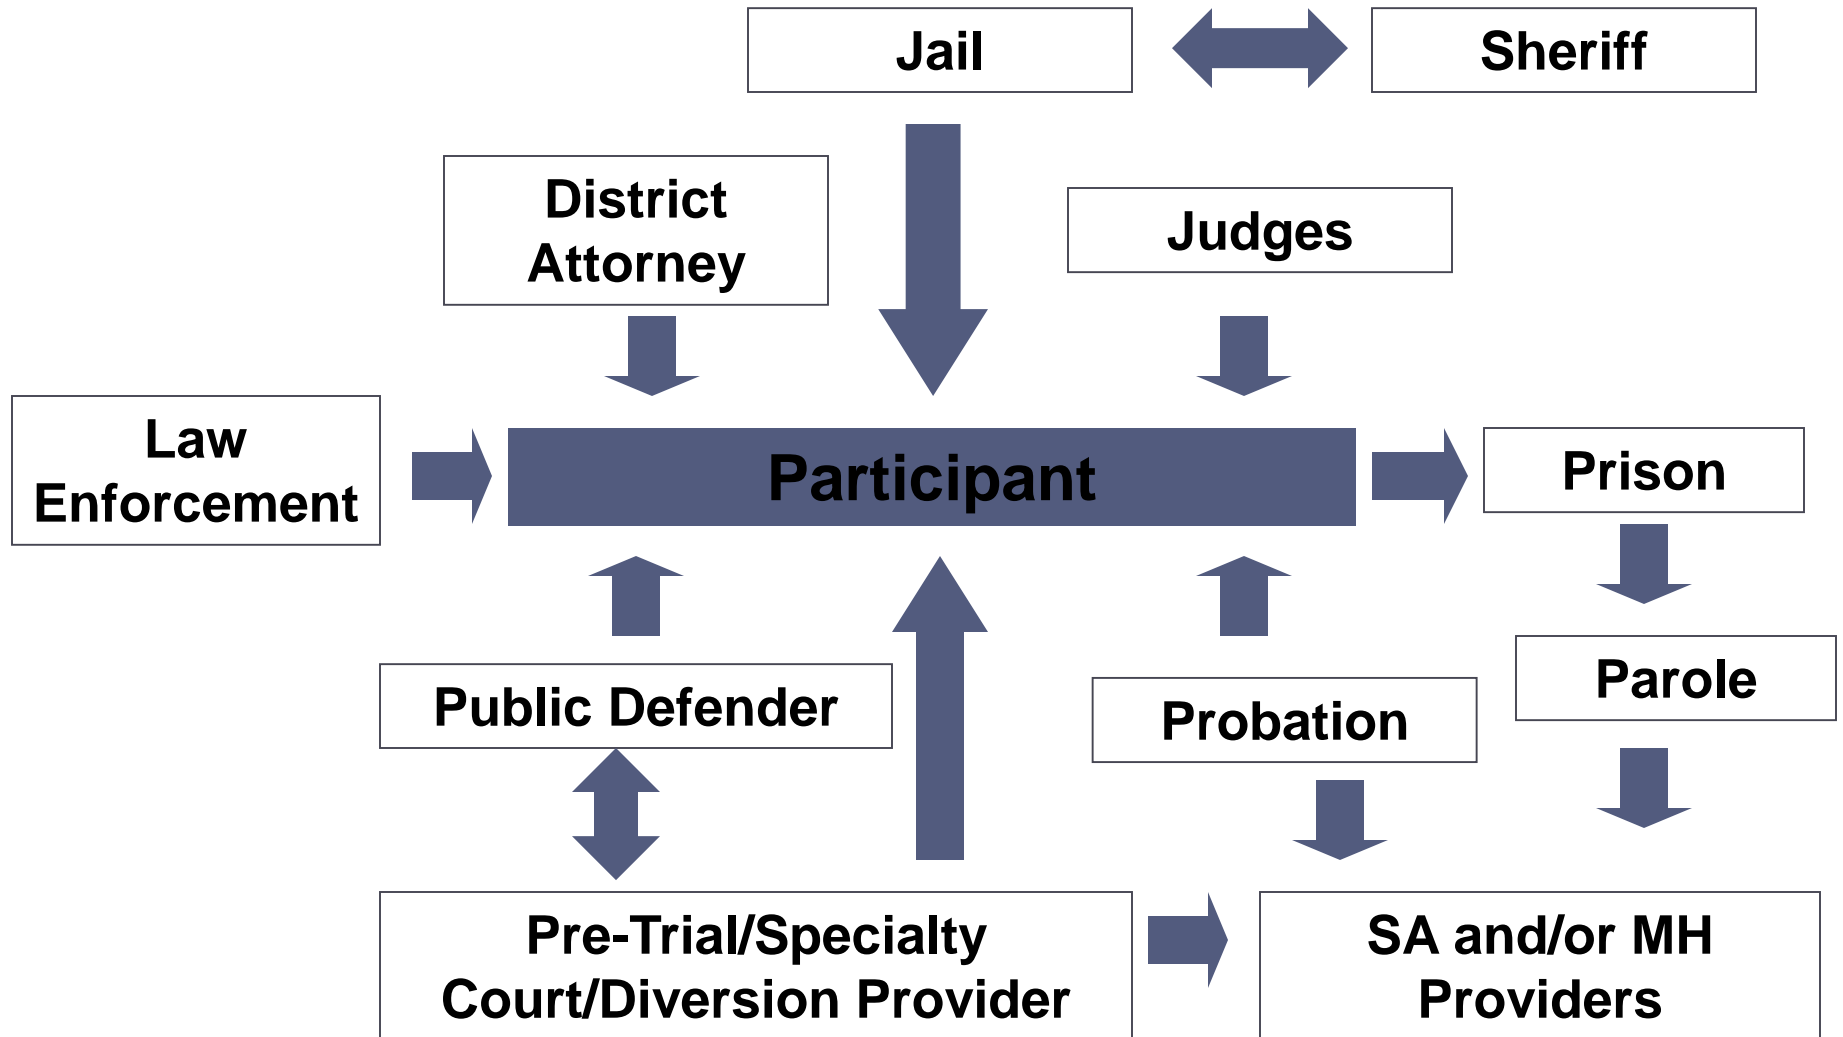 Jail
Sheriff
District
Attorney
Judges
Law
Enforcement
Participant
Prison
Public Defender
Probation
Parole
Pre-Trial/Specialty
Court/Diversion Provider
SA and/or MH
Providers